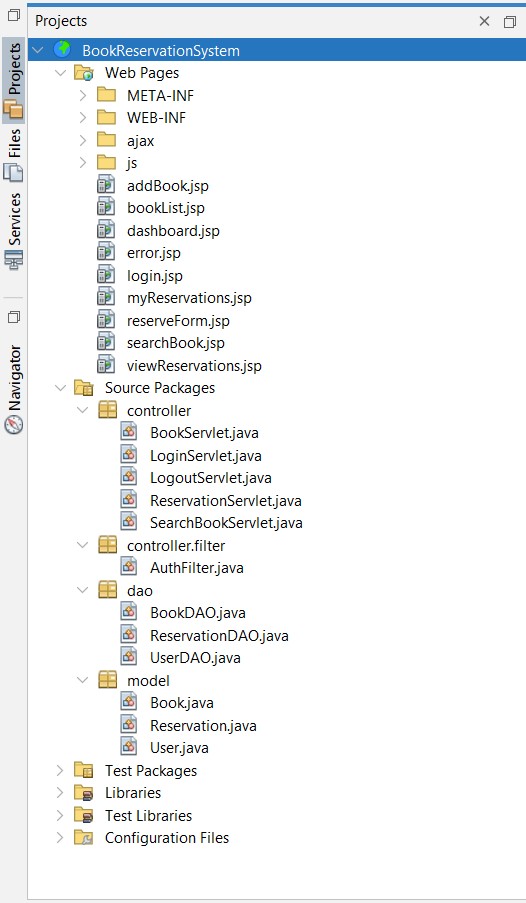 Projects
Files
Services
Navigator
Projects
BookReservationSystem
Web Pages
META-INF
WEB-INF
ajax
js
addBook.jsp
bookList.jsp
dashboard.jsp
error.jsp
login.jsp
myReservations.jsp
reserveForm.jsp
searchBook.jsp
viewReservations.jsp
Source Packages
controller
BookServlet.java
LoginServlet.java
LogoutServlet.java
ReservationServlet.java
SearchBookServlet.java
controller.filter
AuthFilter.java
dao
BookDAO.java
ReservationDAO.java
UserDAO.java
model
Book.java
Reservation.java
User.java
Test Packages
Libraries
Test Libraries
Configuration Files